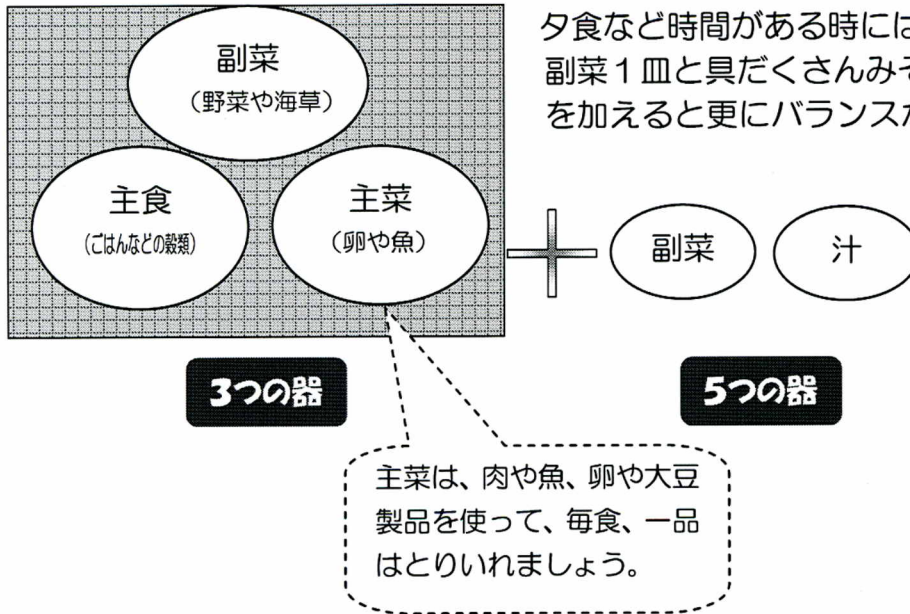 夕食など時間がある時には
副菜1皿と具だくさんみそ
を加えると更にバランスが
副菜
（野菜や海草）
主食
（ごはんなどの穀類）
主菜
（卵や魚）
副菜
汁
3つの器
5つの器
主菜は、肉や魚、卵や大豆
製品を使って、毎食、一品
はとりいれましょう。